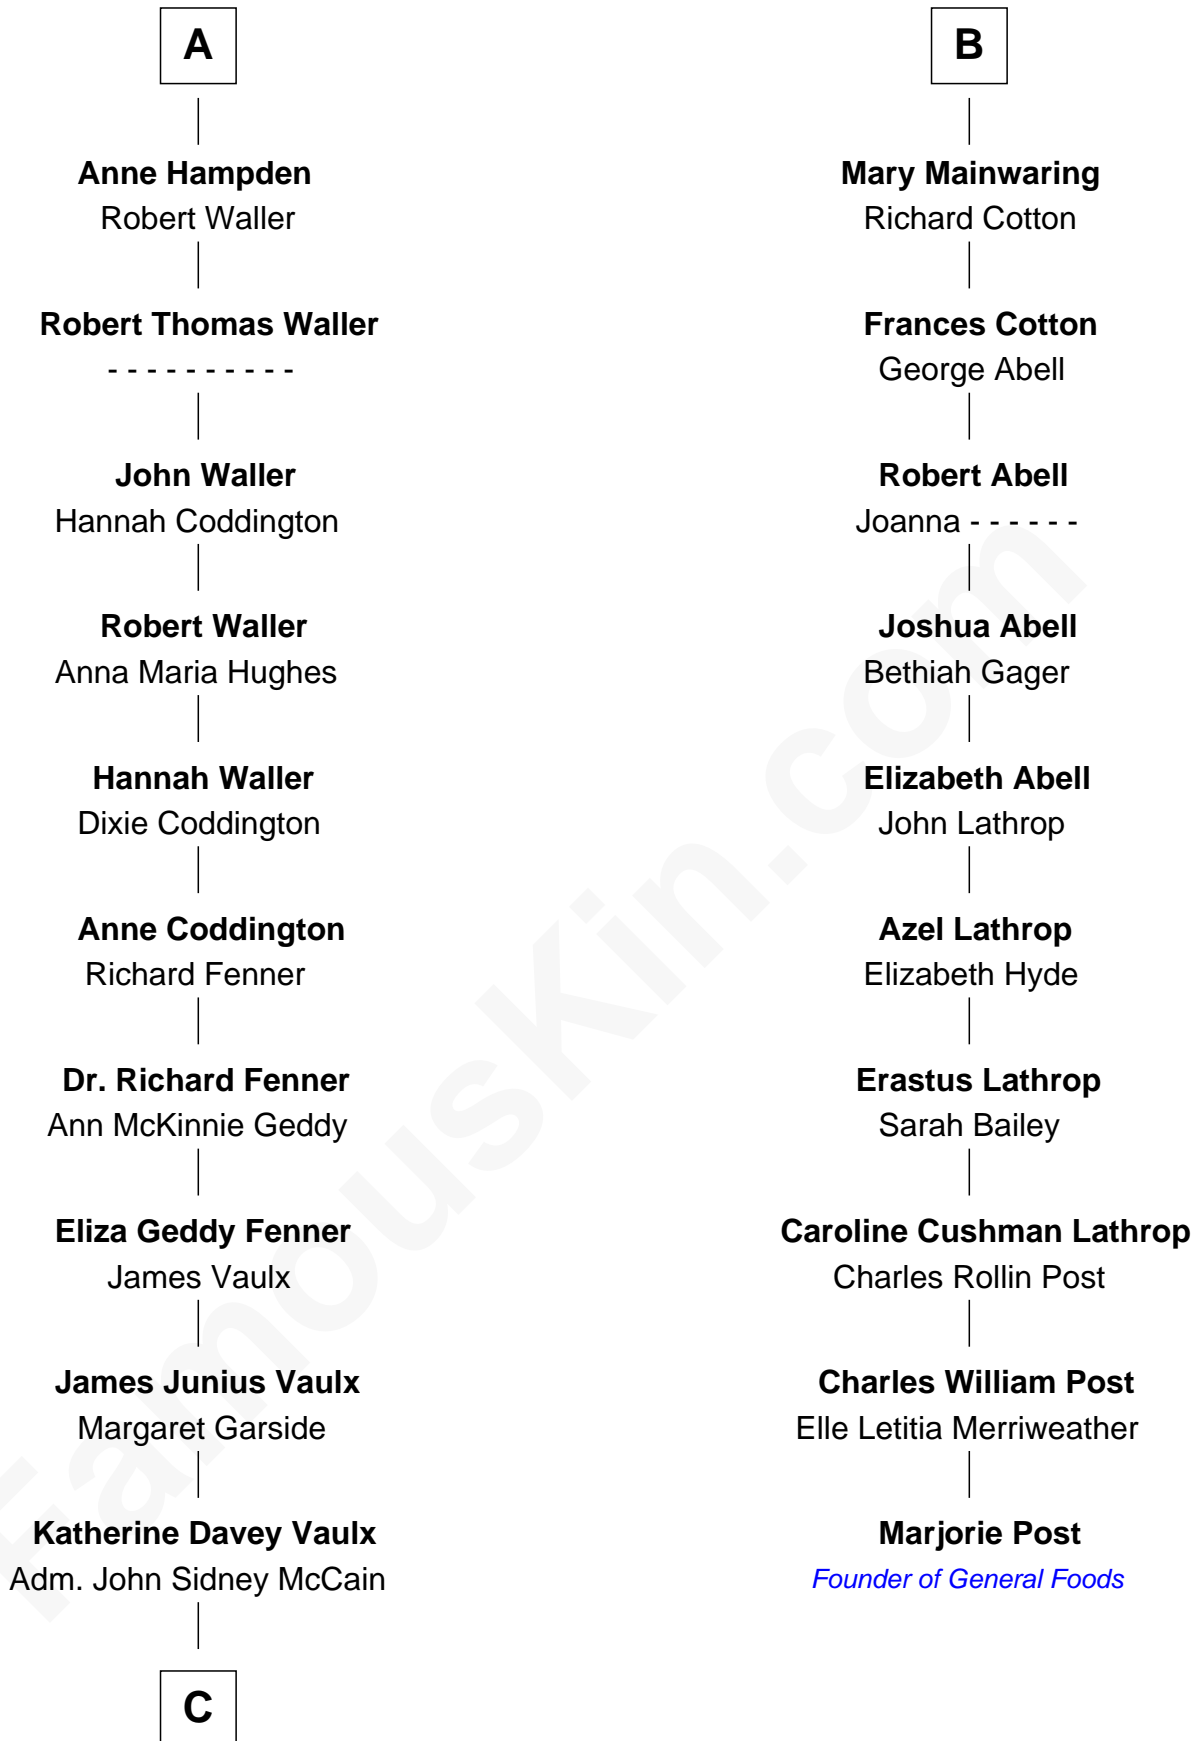 A
Anne Hampden
Robert Waller
Robert Thomas Waller
- - - - - - - - - -
John Waller
Hannah Coddington
Robert Waller
Anna Maria Hughes
Hannah Waller
Dixie Coddington
Anne Coddington
Richard Fenner
Dr. Richard Fenner
Ann McKinnie Geddy
Eliza Geddy Fenner
James Vaulx
James Junius Vaulx
Margaret Garside
Katherine Davey Vaulx
Adm. John Sidney McCain
C
B
Mary Mainwaring
Richard Cotton
Frances Cotton
George Abell
Robert Abell
Joanna - - - - - -
Joshua Abell
Bethiah Gager
Elizabeth Abell
John Lathrop
Azel Lathrop
Elizabeth Hyde
Erastus Lathrop
Sarah Bailey
Caroline Cushman Lathrop
Charles Rollin Post
Charles William Post
Elle Letitia Merriweather
Marjorie Post
Founder of General Foods
FamousKin.com